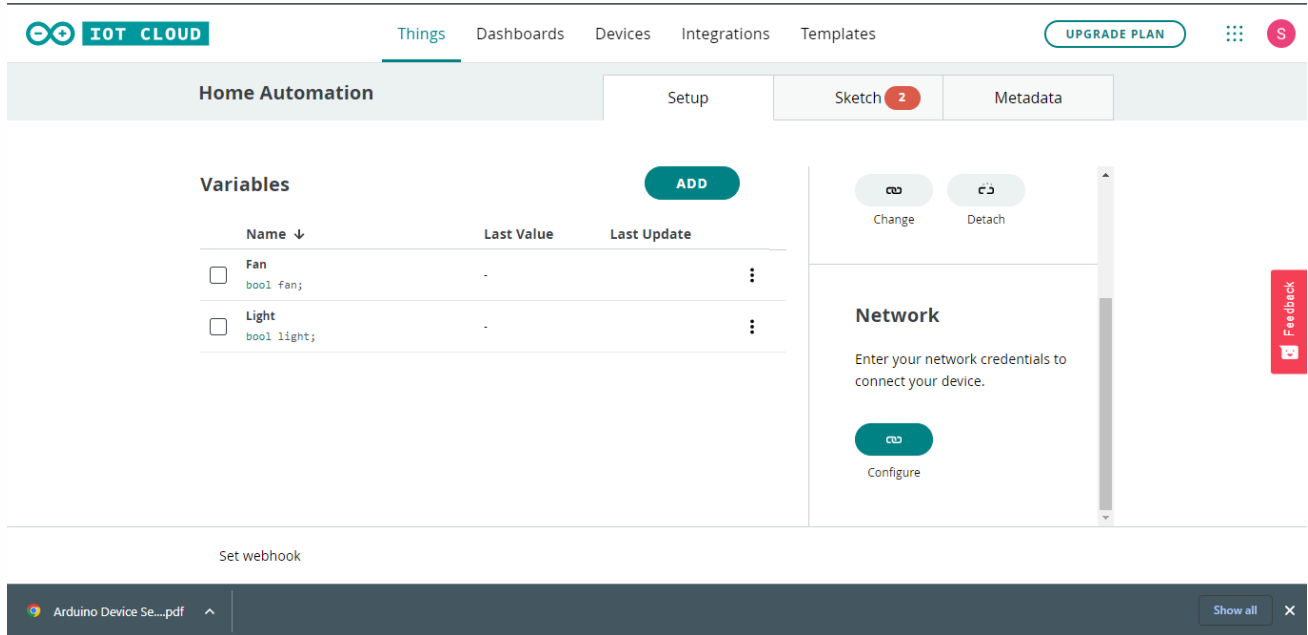 IOT CLOUD Things Dashboards Devices Integrations Templates UPGRADE PLAN S
Home Automation Setup Sketch 2 Metadata
Variables ADD
Name Last Value Last Update
Fan -
bool fan;
Light -
bool light;
Change Detach
Network
Enter your network credentials to
connect your device.
Configure
Feedback
Set webhook
Arduino Device Se....pdf Show all